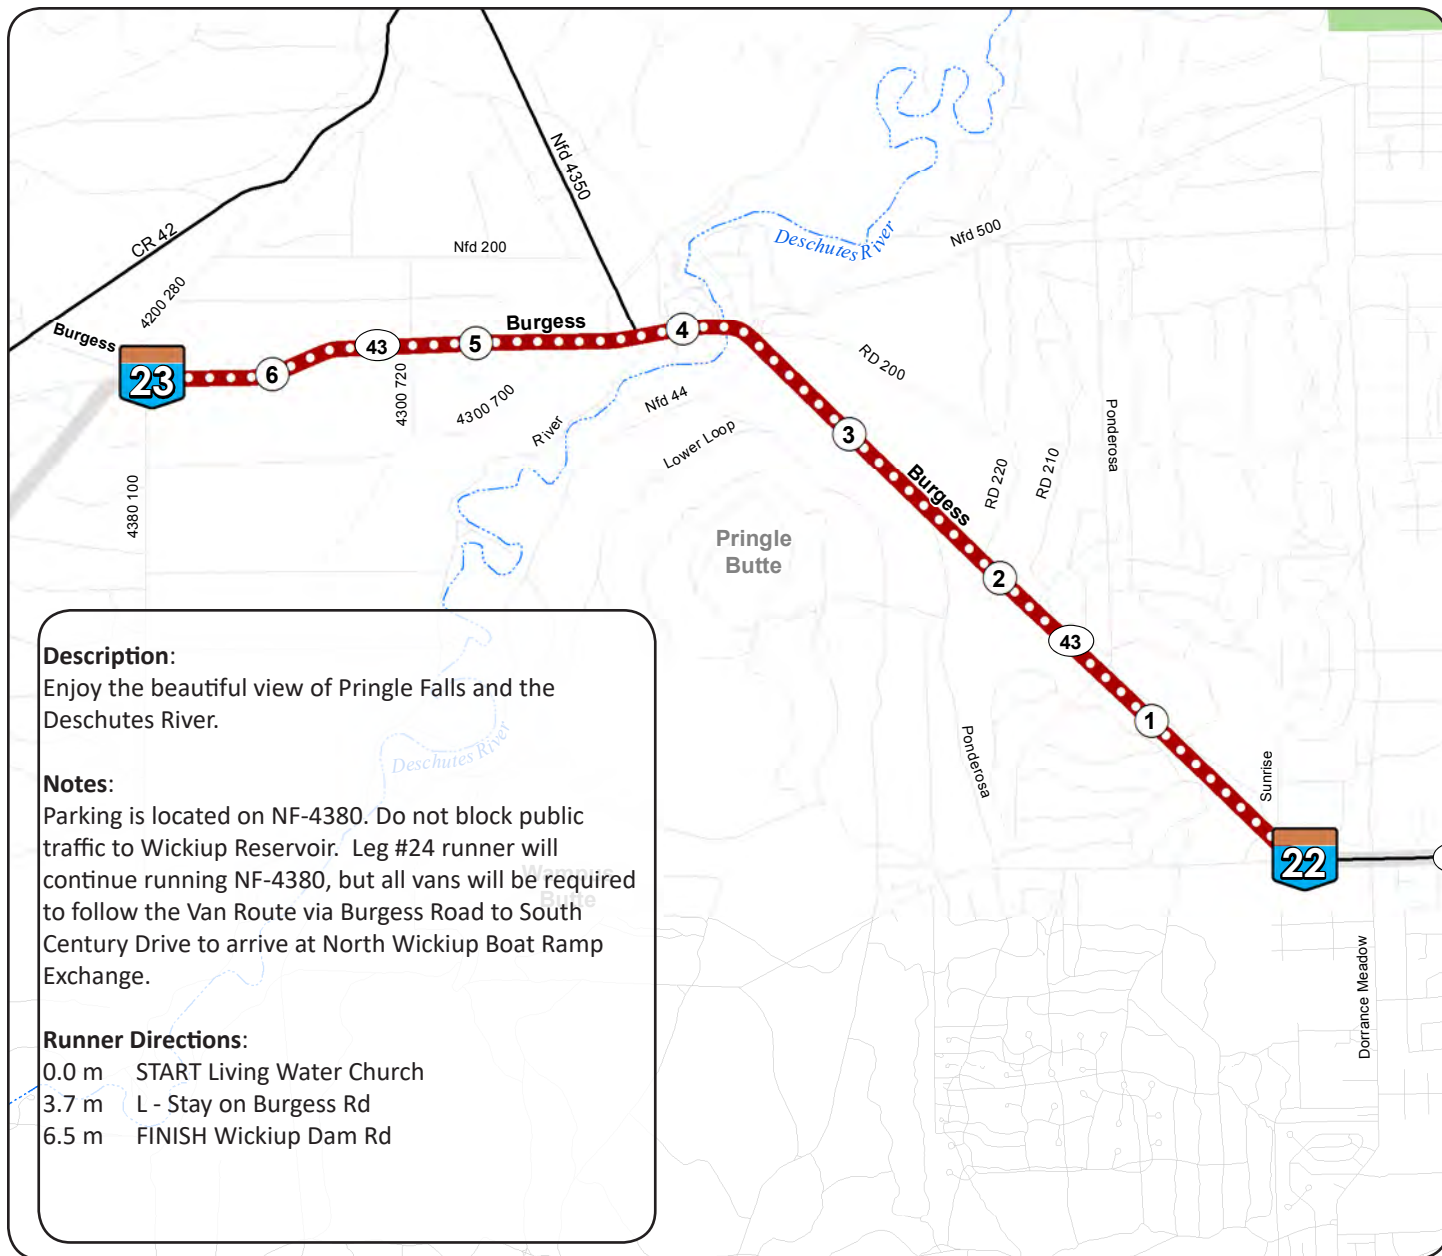 Nfd 4350
CR 42
Nfd 200
Deschutes River
Nfd 500
4200 280
Burgess
Burgess
23
6
43
5
4
4300 720
4300 700
River
Nfd 44
Lower Loop
RD 200
3
Ponderosa
Burgess
RD 220
RD 210
4380 100
Pringle
Butte
2
43
1
Ponderosa
Sunrise
22
Dorrance Meadow
Deschutes River
Wampus
Butte
Description:
Enjoy the beautiful view of Pringle Falls and the
Deschutes River.
Notes:
Parking is located on NF-4380. Do not block public
traffic to Wickiup Reservoir.  Leg #24 runner will
continue running NF-4380, but all vans will be required
to follow the Van Route via Burgess Road to South
Century Drive to arrive at North Wickiup Boat Ramp
Exchange.
Runner Directions:
0.0 m START Living Water Church
3.7 m L - Stay on Burgess Rd
6.5 m FINISH Wickiup Dam Rd